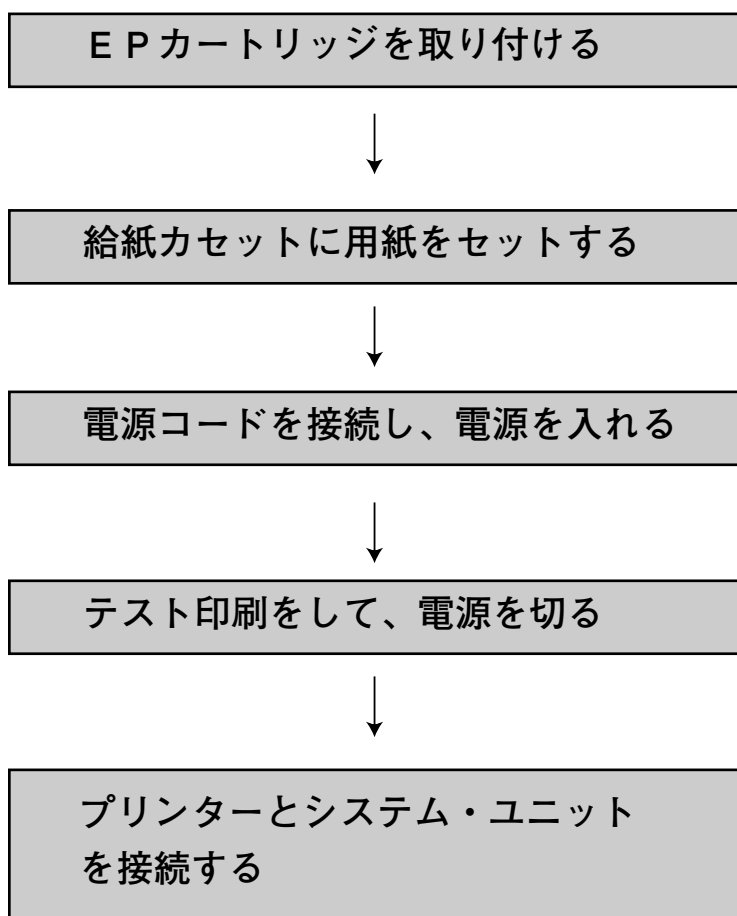 ＥＰカートリッジを取り付ける
給紙カセットに用紙をセットする
電源コードを接続し、電源を入れる
テスト印刷をして、電源を切る
プリンターとシステム・ユニット
を接続する